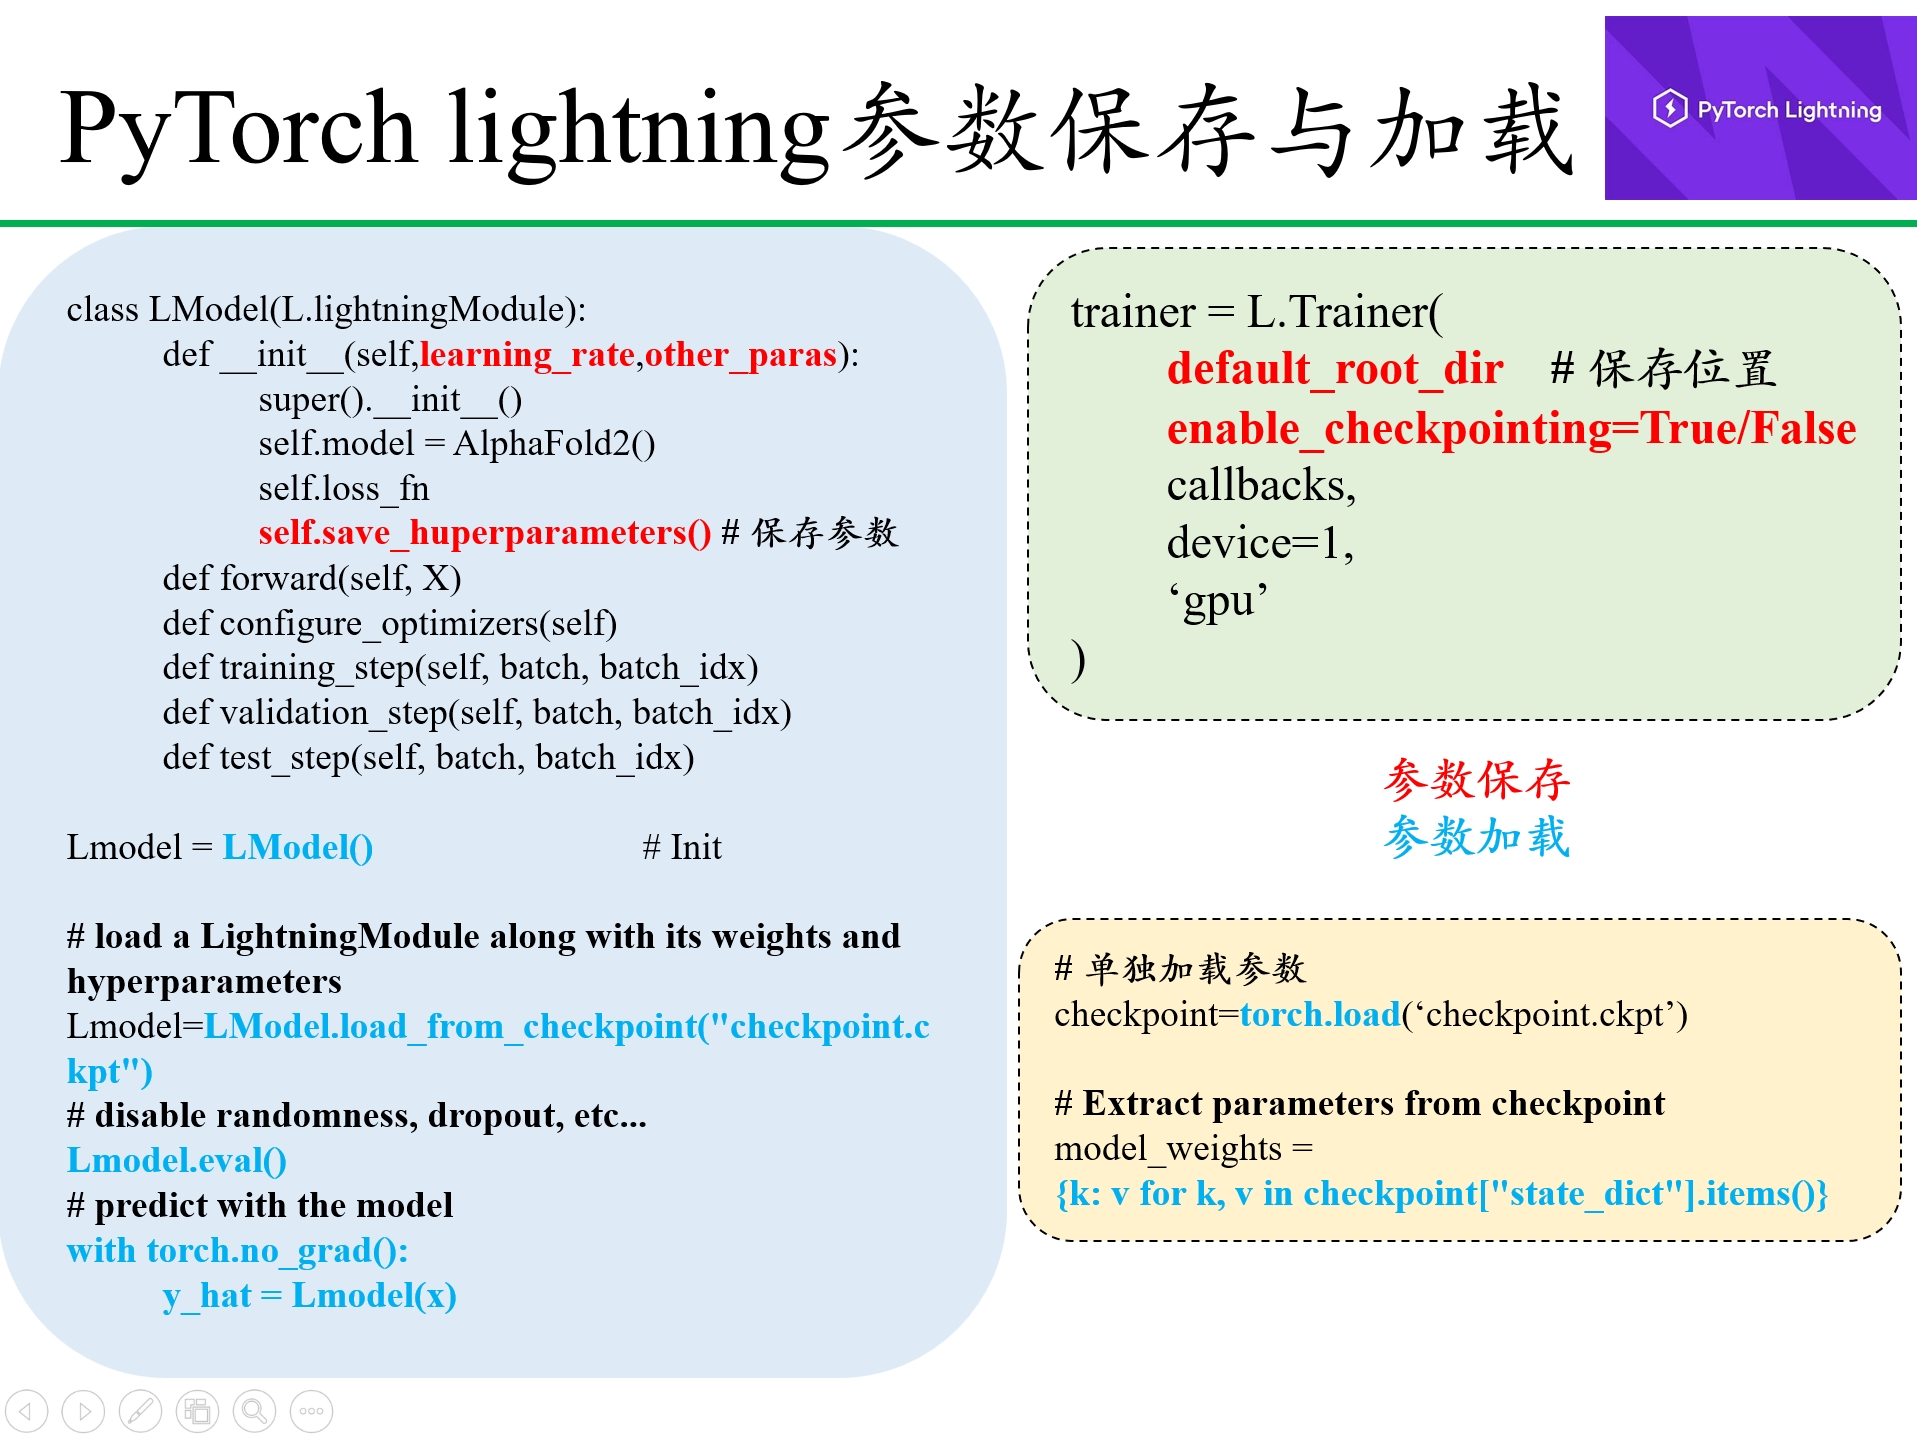 PyTorch lightning参数保存与加载
PyTorch Lightning
class LModel(L.lightningModule):
def __init__(self,learning_rate,other_paras):
super().__init__()
self.model = AlphaFold2()
self.loss_fn
self.save_huperparameters() # 保存参数
def forward(self, X)
def configure_optimizers(self)
def training_step(self, batch, batch_idx)
def validation_step(self, batch, batch_idx)
def test_step(self, batch, batch_idx)
Lmodel = LModel() # Init
# load a LightningModule along with its weights and
hyperparameters
Lmodel=LModel.load_from_checkpoint("checkpoint.c
kpt")
# disable randomness, dropout, etc...
Lmodel.eval()
# predict with the model
with torch.no_grad():
y_hat = Lmodel(x)
trainer = L.Trainer(
default_root_dir # 保存位置
enable_checkpointing=True/False
callbacks,
device=1,
‘gpu’
)
参数保存
参数加载
# 单独加载参数
checkpoint=torch.load(‘checkpoint.ckpt’)
# Extract parameters from checkpoint
model_weights =
{k: v for k, v in checkpoint["state_dict"].items()}